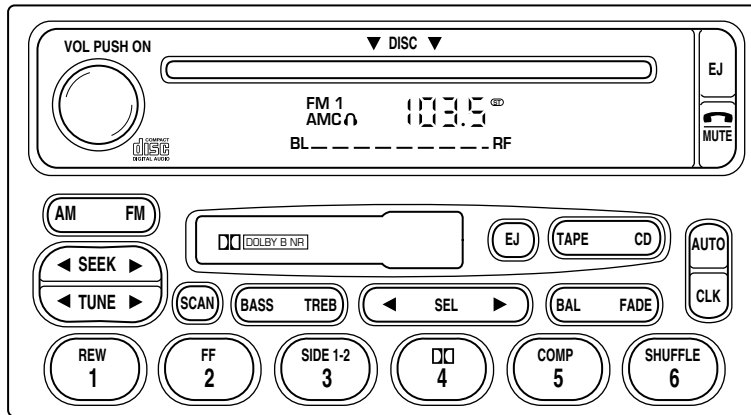 VOL PUSH ON
▼ DISC ▼
EJ
FM 1
103.5
ST
AMC
COMPACT
disc
DIGITAL AUDIO
BL RF
MUTE
AM FM
DOLBY B NR
EJ
TAPE CD
AUTO
◀ SEEK ▶
◀ TUNE ▶
SCAN
BASS TREB
◀ SEL ▶
BAL FADE
CLK
REW
1
FF
2
SIDE 1-2
3
4
COMP
5
SHUFFLE
6